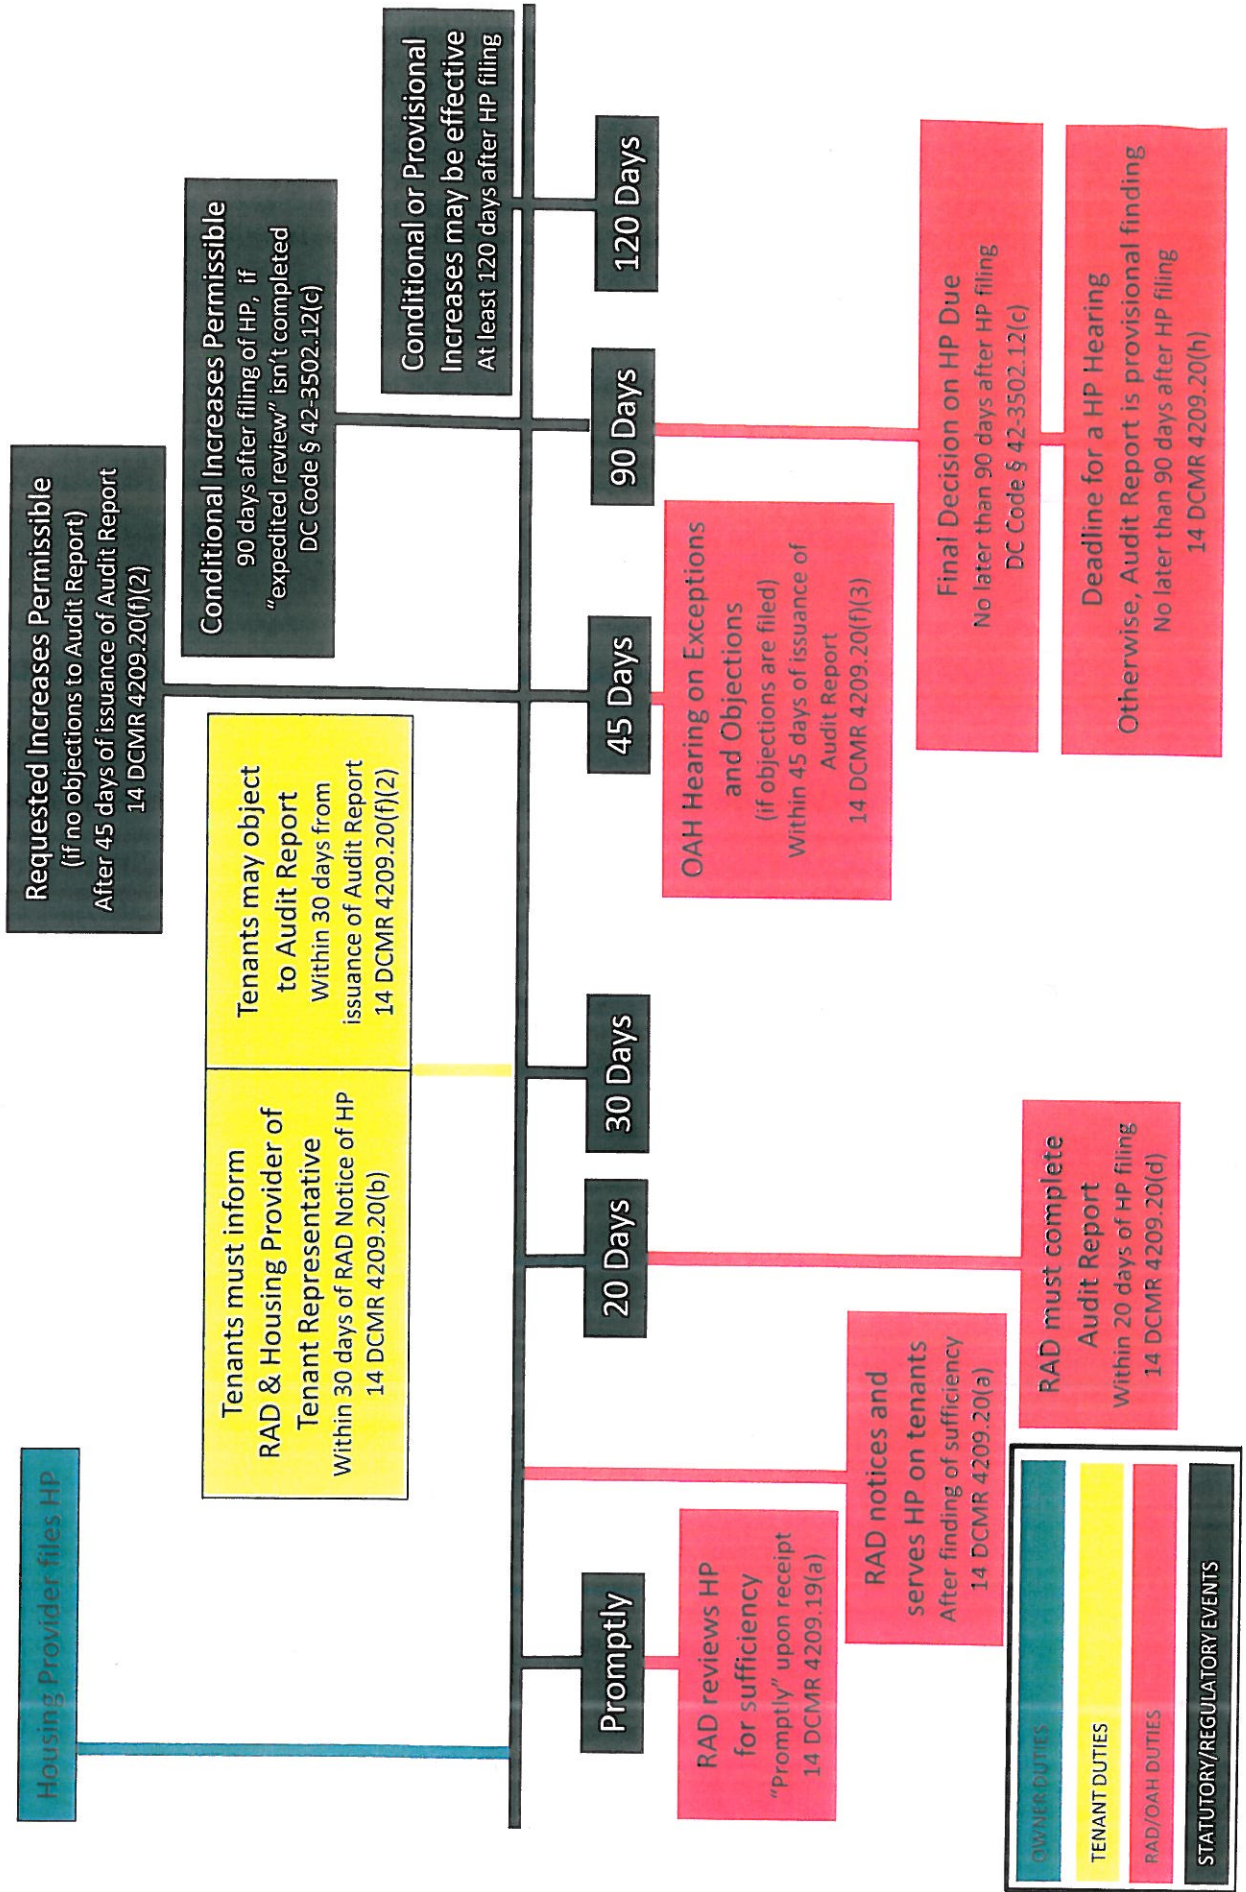 Housing Provider files HP
Tenants must inform
RAD & Housing Provider of
Tenant Representative
Within 30 days of RAD Notice of HP
14 DCMR 4209.20(b)
Tenants may object
to Audit Report
Within 30 days from
issuance of Audit Report
14 DCMR 4209.20(f)(2)
Requested Increases Permissible
(if no objections to Audit Report)
After 45 days of issuance of Audit Report
14 DCMR 4209.20(f)(2)
Conditional Increases Permissible
90 days after filing of HP, if
"expedited review" isn't completed
DC Code § 42-3502.12(c)
Conditional or Provisional
Increases may be effective
At least 120 days after HP filing
Promptly
20 Days
30 Days
45 Days
90 Days
120 Days
RAD reviews HP
for sufficiency
"Promptly" upon receipt
14 DCMR 4209.19(a)
RAD notices and
serves HP on tenants
After finding of sufficiency
14 DCMR 4209.20(a)
RAD must complete
Audit Report
Within 20 days of HP filing
14 DCMR 4209.20(d)
OAH Hearing on Exceptions
and Objections
(if objections are filed)
Within 45 days of issuance of
Audit Report
14 DCMR 4209.20(f)(3)
Final Decision on HP Due
No later than 90 days after HP filing
DC Code § 42-3502.12(c)
Deadline for a HP Hearing
Otherwise, Audit Report is provisional finding
No later than 90 days after HP filing
14 DCMR 4209.20(h)
OWNER DUTIES
TENANT DUTIES
RAD/OAH DUTIES
STATUTORY/REGULATORY EVENTS